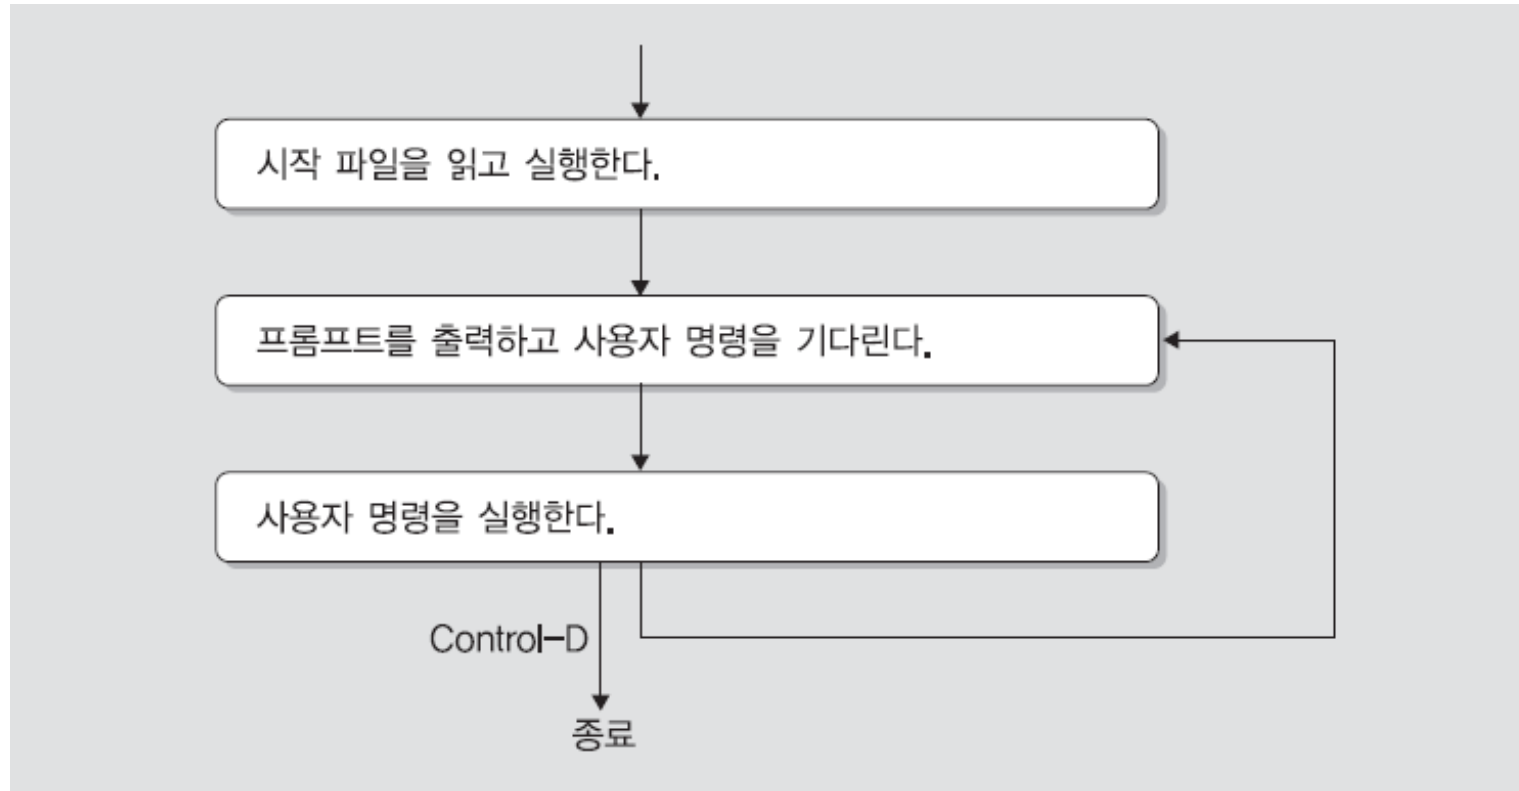 시작 파일을 읽고 실행한다.
프롬프트를 출력하고 사용자 명령을 기다린다.
사용자 명령을 실행한다.
Control-D
종료